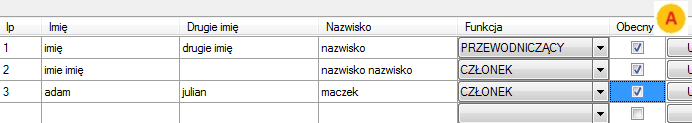 lp Imię Drugie imię Nazwisko Funkcja Obecny A
1 imię drugie imię nazwisko PRZEWODNICZĄCY U
2 imie imię nazwisko nazwisko CZŁONEK U
3 adam julian maczek CZŁONEK U